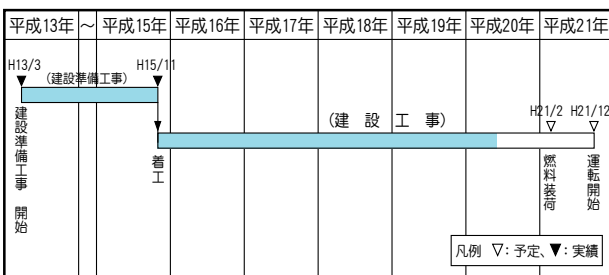 平成13年 ～ 平成15年 平成16年 平成17年 平成18年 平成19年 平成20年 平成21年
H13/3 H15/11
(建設準備工事)
▼ ▼
H21/2 H21/12
(建 設 工 事)
▽ ▽
建設準備工事 開始
着工
燃料装荷
運転開始
凡例 ▽:予定、▼:実績